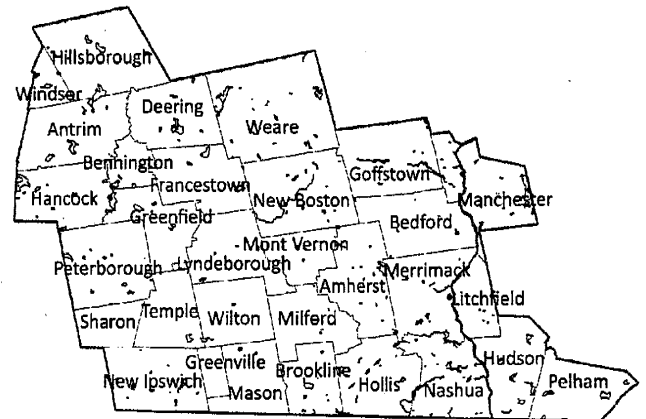 Hillsborough
Windsor
Deering
Antrim
Weare
Bennington
Goffstown
Francestown
Hancock
New Boston
Manchester
Greenfield
Bedford
Mont Vernon
Peterborough
Lyndeborough
Merrimack
Amherst
Litchfield
Temple
Sharon
Wilton
Milford
Hudson
Greenville
Brookline
New Ipswich
Hollis
Pelham
Mason
Nashua